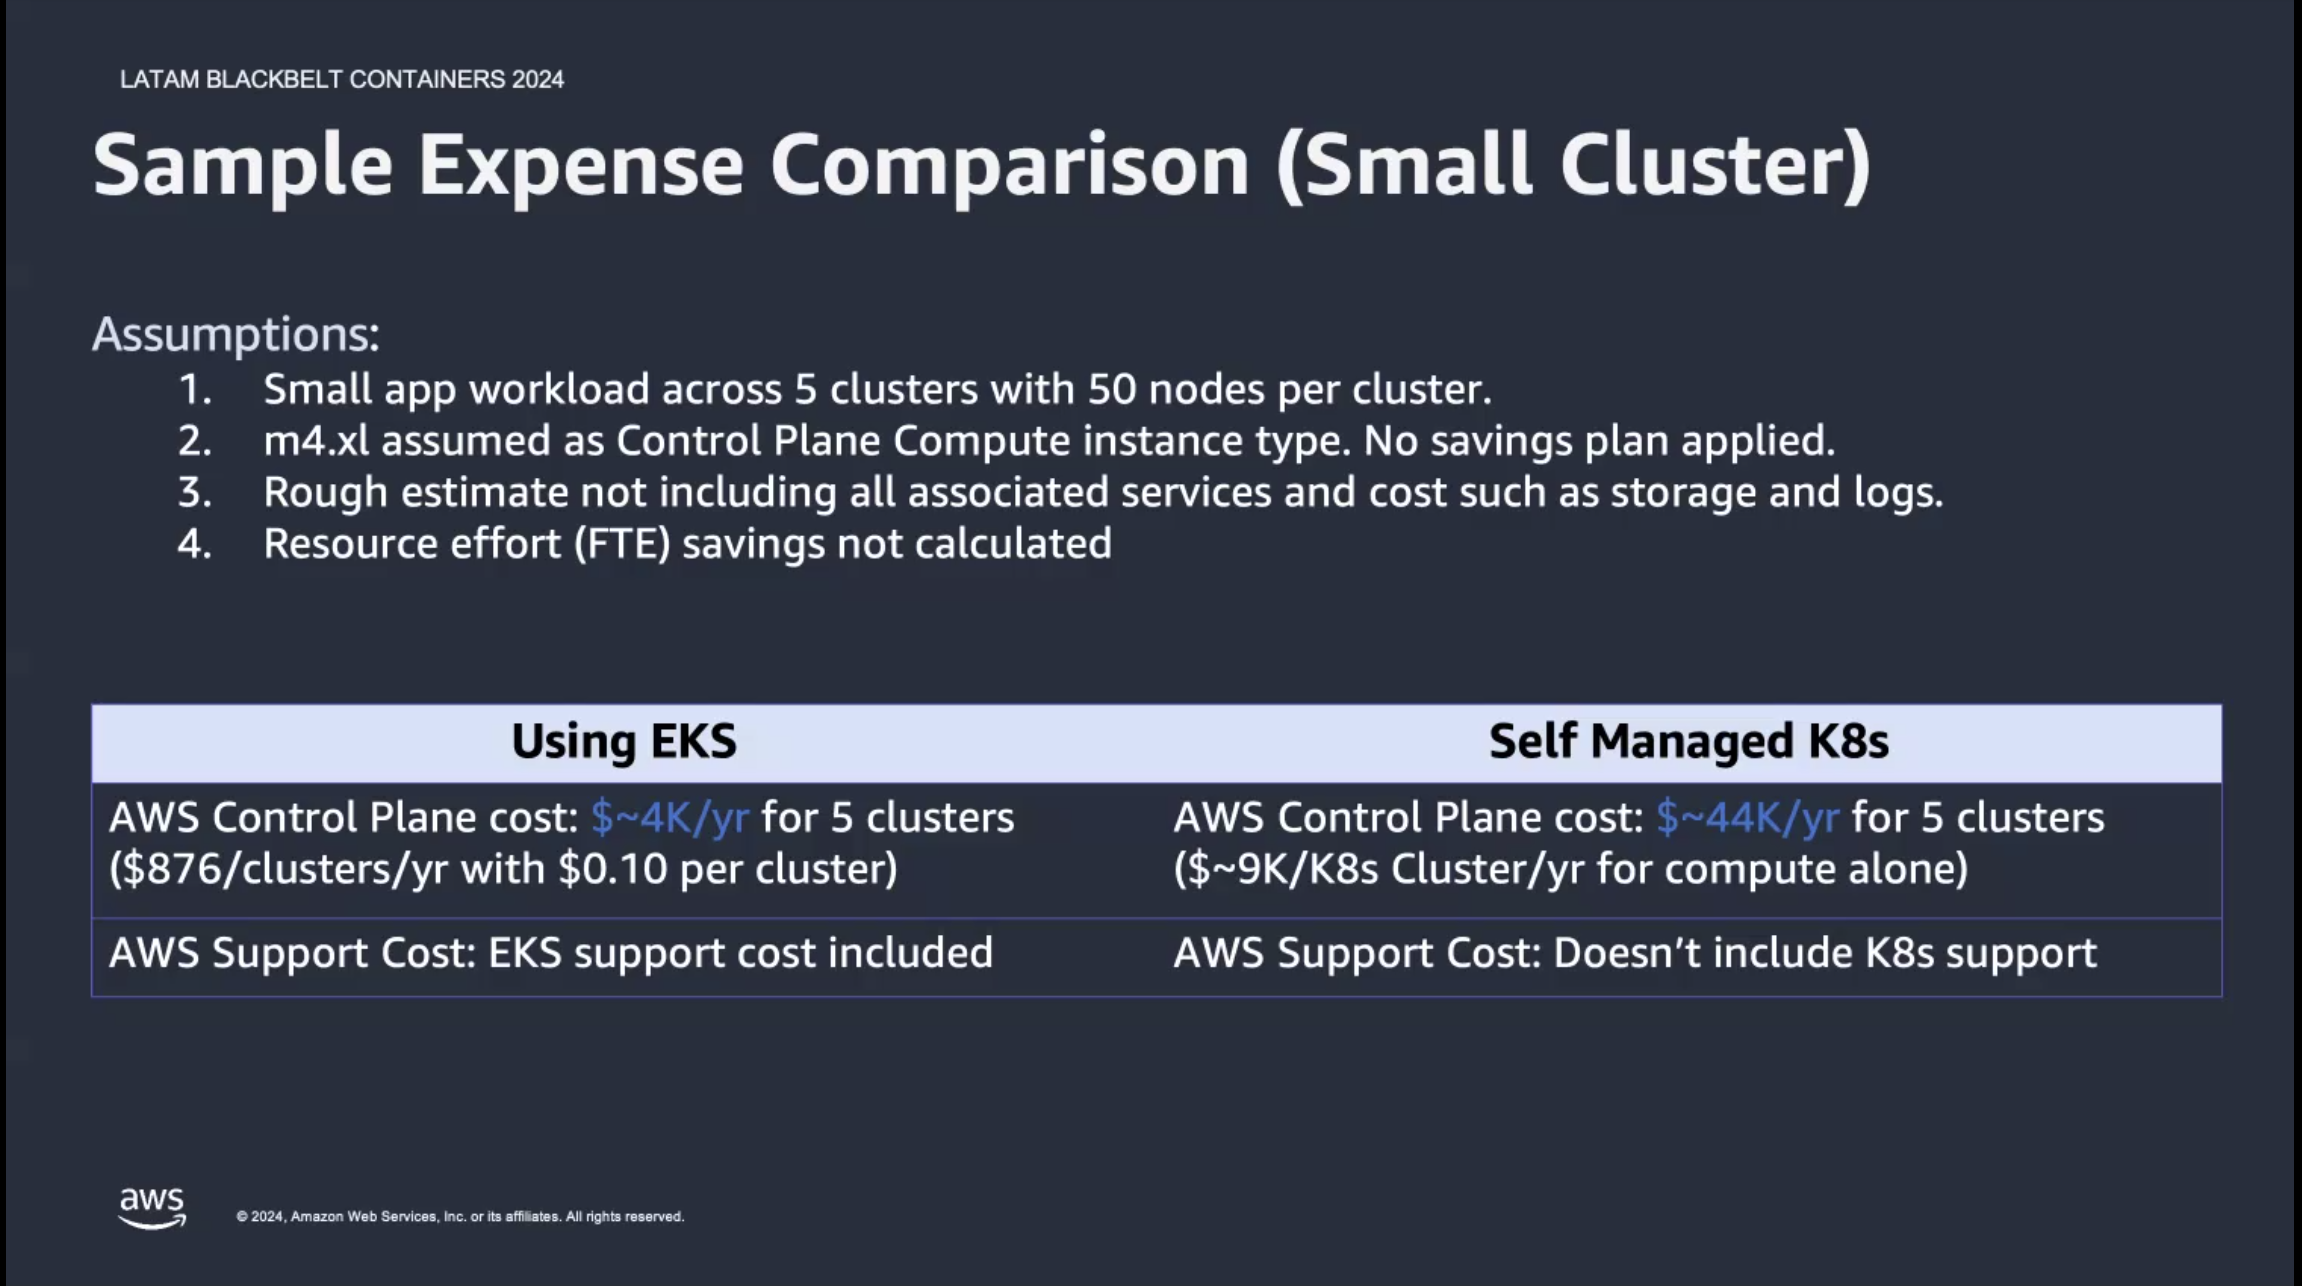 LATAM BLACKBELT CONTAINERS 2024
Sample Expense Comparison (Small Cluster)
Assumptions:
1. Small app workload across 5 clusters with 50 nodes per cluster.
2. m4.xl assumed as Control Plane Compute instance type. No savings plan applied.
3. Rough estimate not including all associated services and cost such as storage and logs.
4. Resource effort (FTE) savings not calculated
Using EKS
Self Managed K8s
AWS Control Plane cost: $~4K/yr for 5 clusters
($876/clusters/yr with $0.10 per cluster)
AWS Control Plane cost: $~44K/yr for 5 clusters
($~9K/K8s Cluster/yr for compute alone)
AWS Support Cost: EKS support cost included
AWS Support Cost: Doesn’t include K8s support
aws
© 2024, Amazon Web Services, Inc. or its affiliates. All rights reserved.